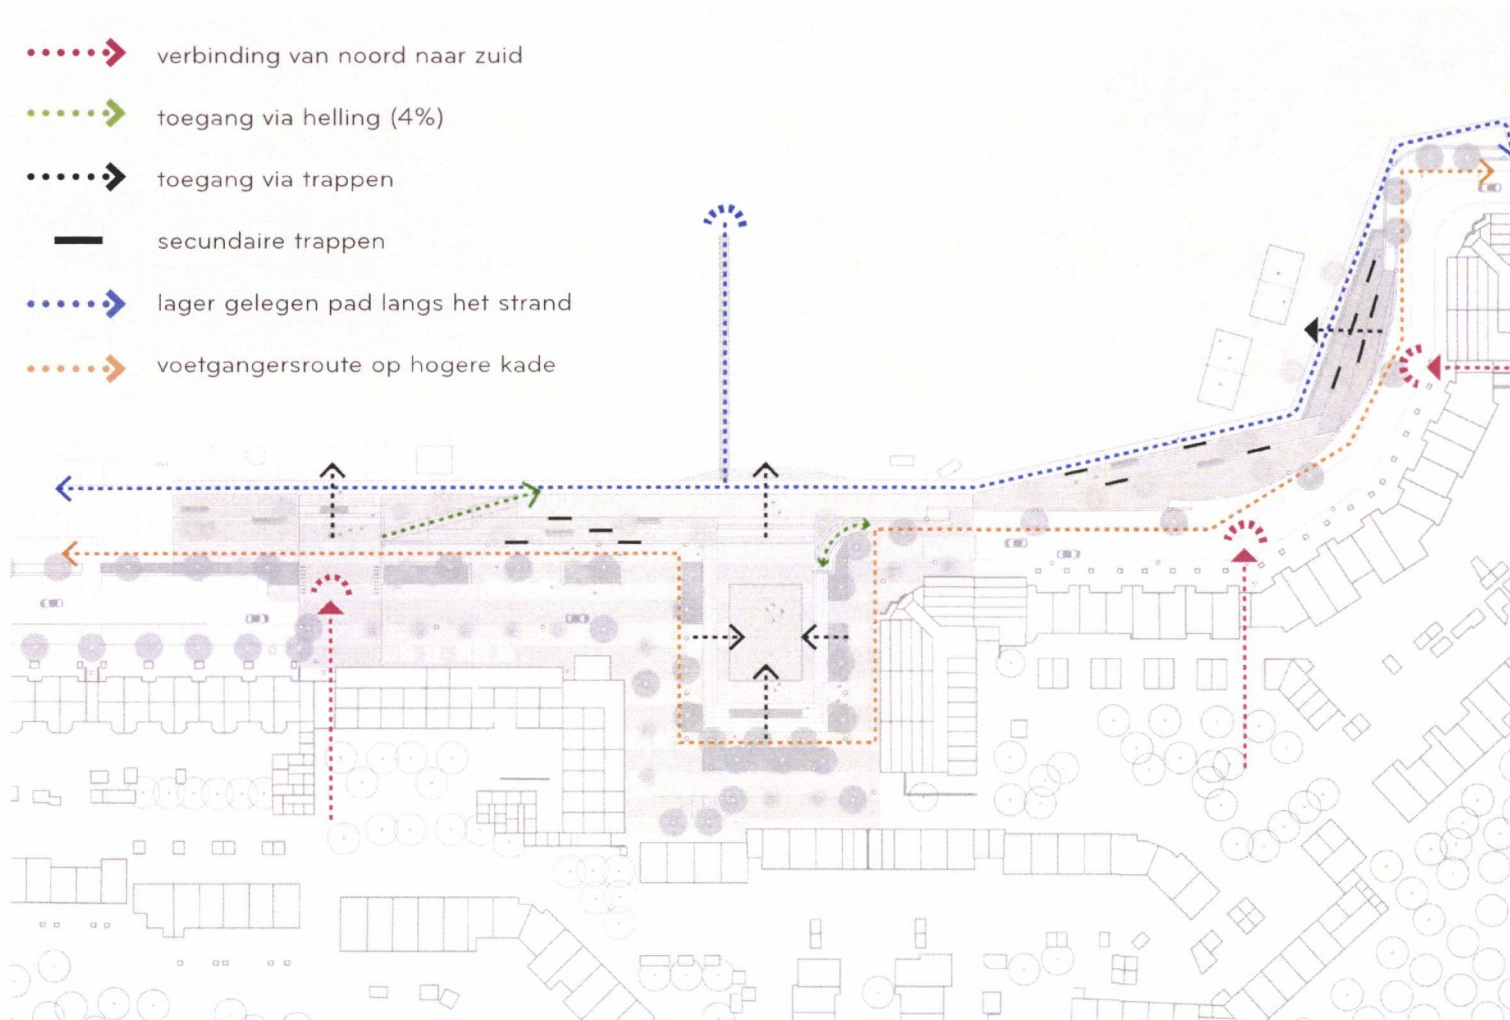 verbinding van noord naar zuid
toegang via helling (4%)
toegang via trappen
secundaire trappen
lager gelegen pad langs het strand
voetgangersroute op hogere kade